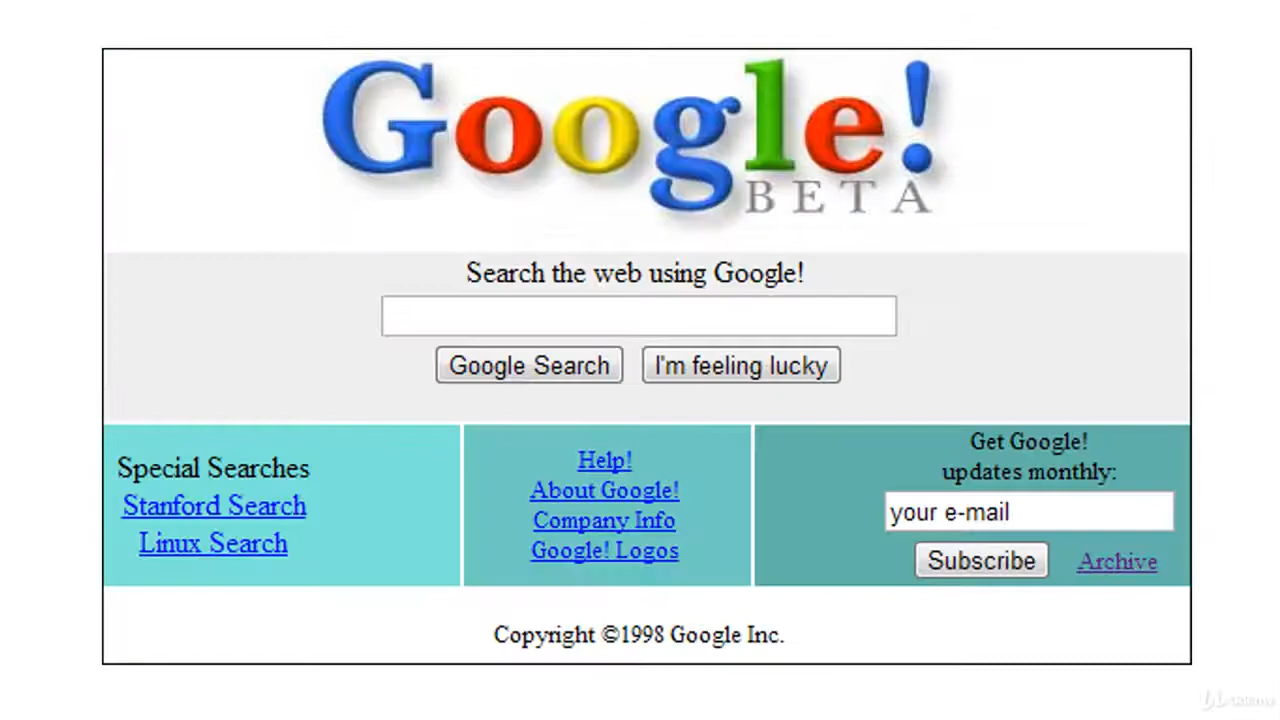 Google!
BETA
Search the web using Google!
Google Search
I'm feeling lucky
Special Searches
Stanford Search
Linux Search
Help!
About Google!
Company Info
Google! Logos
Get Google!
updates monthly:
your e-mail
Subscribe
Archive
Copyright ©1998 Google Inc.